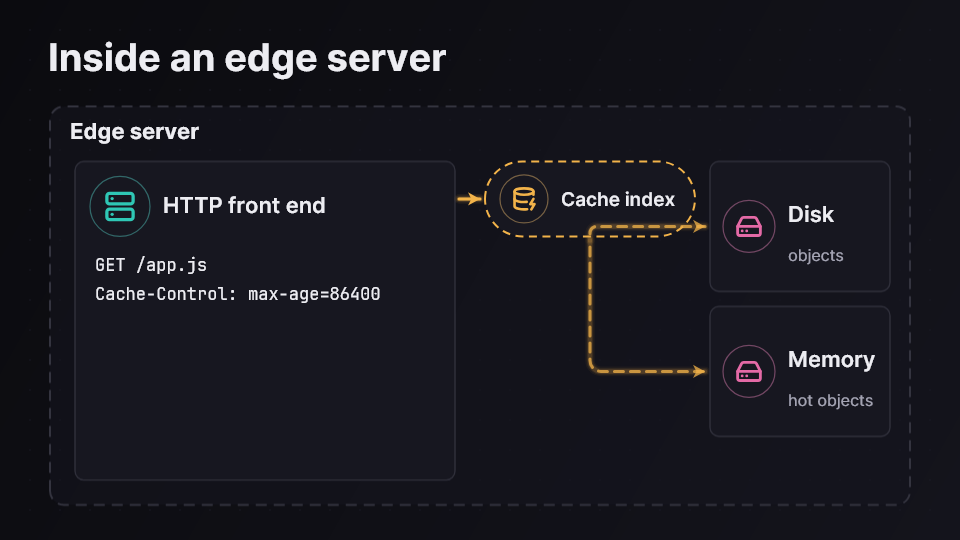 Inside an edge server
Edge server
HTTP front end
GET /app.js
Cache-Control: max-age=86400
Cache index
Disk
objects
Memory
hot objects